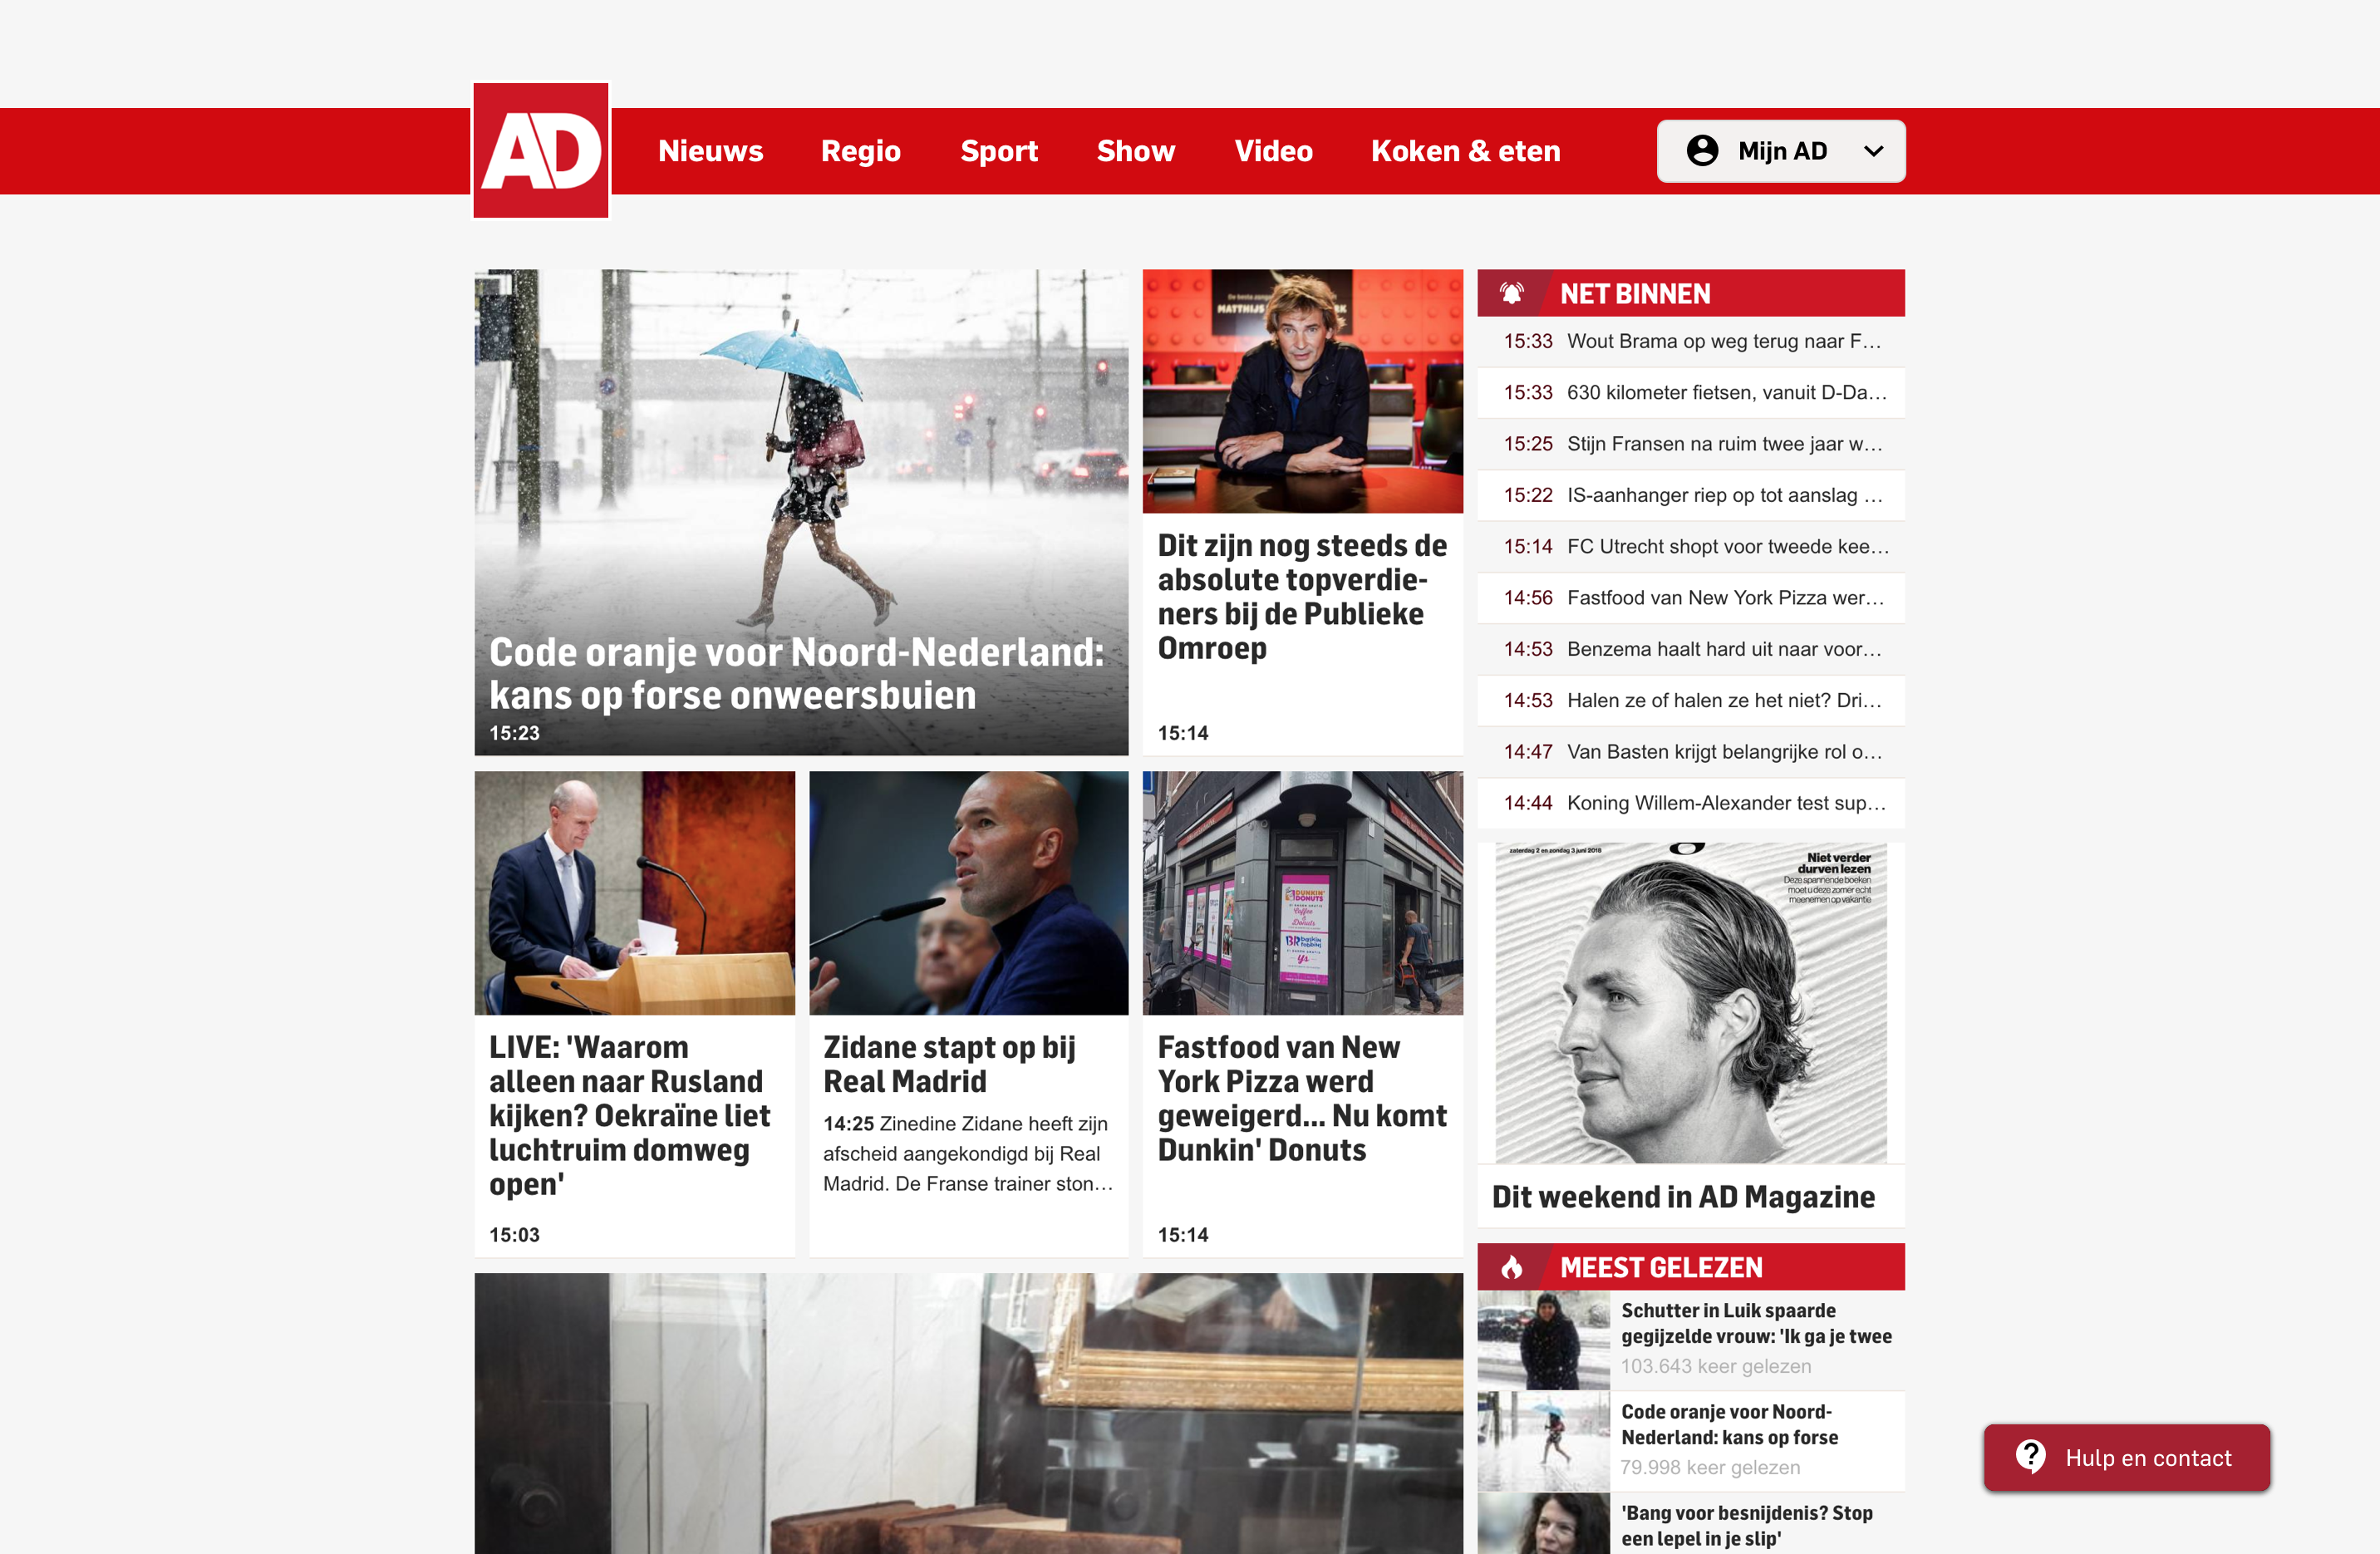 AD
Nieuws
Regio
Sport
Show
Video
Koken & eten
Mijn AD
MATTHIJS
Code oranje voor Noord-Nederland:
kans op forse onweersbuien
15:23
Dit zijn nog steeds de
absolute topverdie-
ners bij de Publieke
Omroep
15:14
DUNKIN'
DONUTS
Coffee
&
Donuts
BR baskin robbins
ys
LIVE: 'Waarom
alleen naar Rusland
kijken? Oekraïne liet
luchtruim domweg
open'
15:03
Zidane stapt op bij
Real Madrid
14:25 Zinedine Zidane heeft zijn
afscheid aangekondigd bij Real
Madrid. De Franse trainer ston…
Fastfood van New
York Pizza werd
geweigerd... Nu komt
Dunkin' Donuts
15:14
NET BINNEN
15:33 Wout Brama op weg terug naar F…
15:33 630 kilometer fietsen, vanuit D-Da…
15:25 Stijn Fransen na ruim twee jaar w…
15:22 IS-aanhanger riep op tot aanslag …
15:14 FC Utrecht shopt voor tweede kee…
14:56 Fastfood van New York Pizza wer…
14:53 Benzema haalt hard uit naar voor…
14:53 Halen ze of halen ze het niet? Dri…
14:47 Van Basten krijgt belangrijke rol o…
14:44 Koning Willem-Alexander test sup…
zaterdag 2 en zondag 3 juni 2018
Niet verder
durven lezen
Deze spannende boeken
moet u deze zomer echt
meenemen op vakantie
Dit weekend in AD Magazine
MEEST GELEZEN
Schutter in Luik spaarde
gegijzelde vrouw: 'Ik ga je twee
103.643 keer gelezen
Code oranje voor Noord-
Nederland: kans op forse
79.998 keer gelezen
'Bang voor besnijdenis? Stop
een lepel in je slip'
Hulp en contact